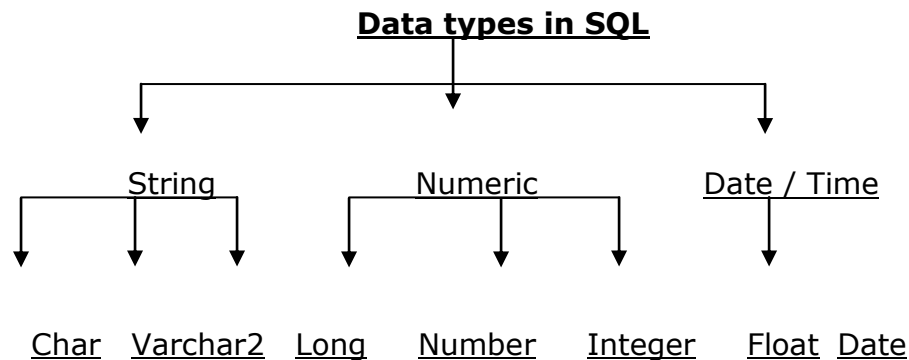 Data types in SQL
String Numeric Date / Time
Char Varchar2 Long Number Integer Float Date